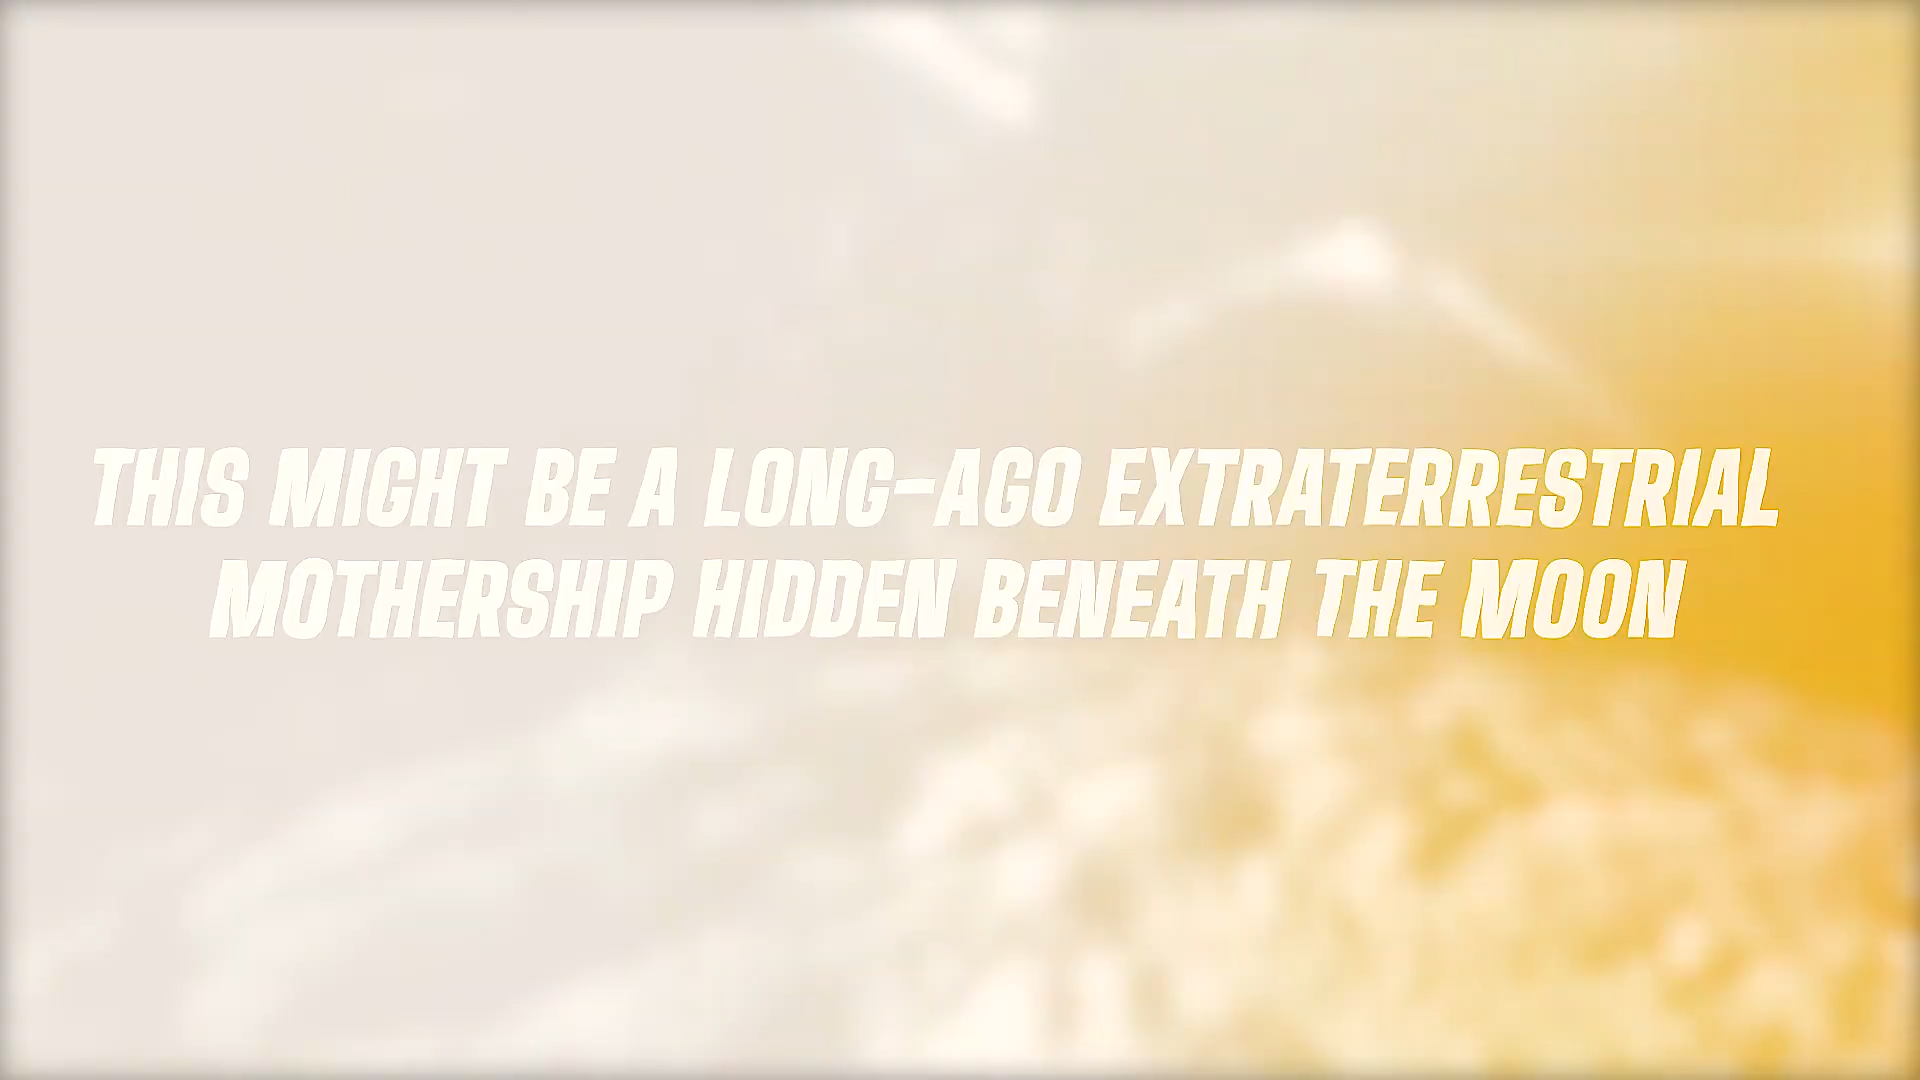 THIS MIGHT BE A LONG-AGO EXTRATERRESTRIAL
MOTHERSHIP HIDDEN BENEATH THE MOON